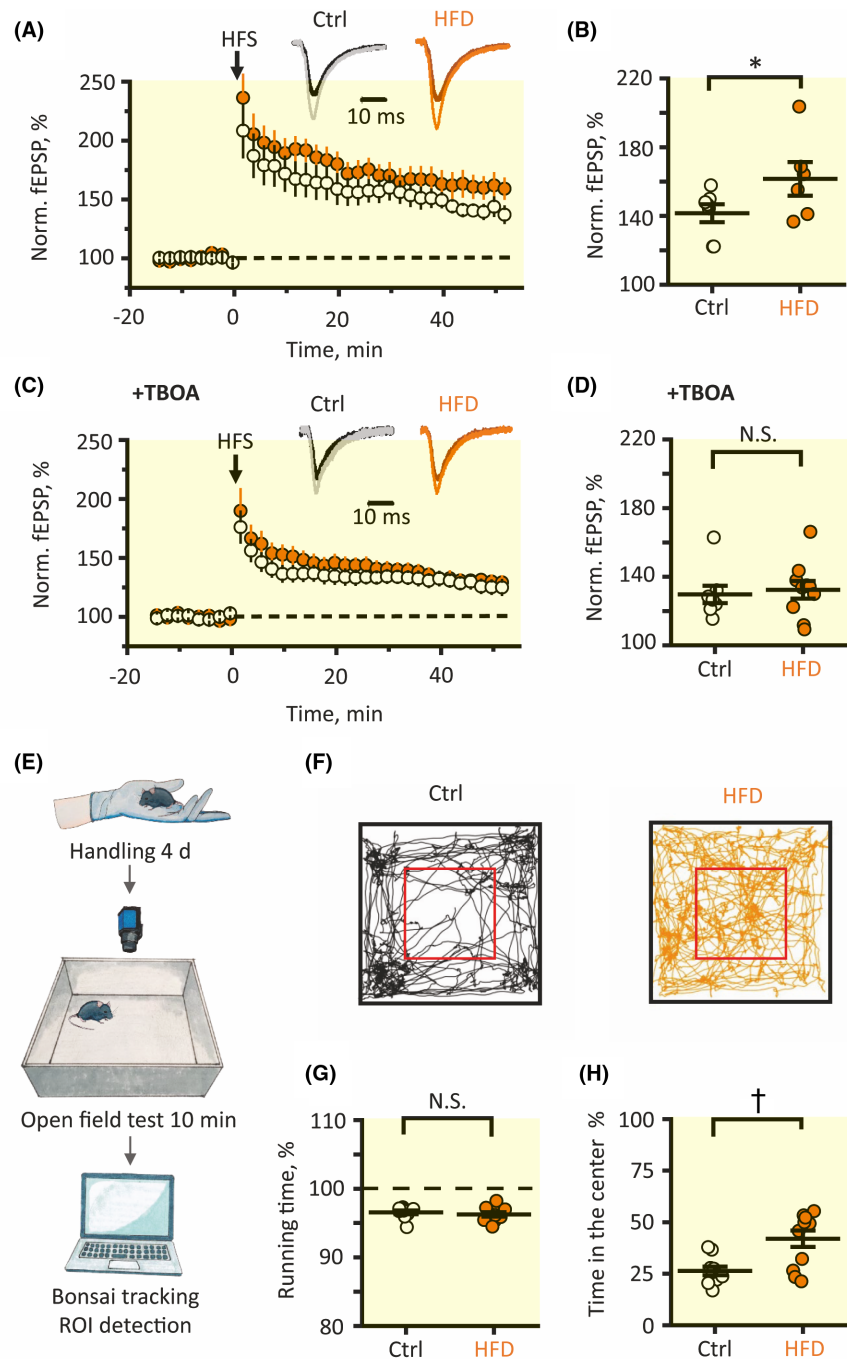 (A)
HFS
Ctrl
HFD
10 ms
250
200
150
100
Norm. fEPSP, %
-20
0
20
40
Time, min
(B)
*
220
180
140
100
Norm. fEPSP, %
Ctrl
HFD
(C)
+TBOA
HFS
Ctrl
HFD
10 ms
250
200
150
100
Norm. fEPSP, %
-20
0
20
40
Time, min
(D)
+TBOA
N.S.
220
180
140
100
Norm. fEPSP, %
Ctrl
HFD
(E)
Handling 4 d
Open field test 10 min
Bonsai tracking
ROI detection
(F)
Ctrl
HFD
(G)
N.S.
110
100
90
80
Running time, %
Ctrl
HFD
(H)
†
100
75
50
25
0
Time in the center %
Ctrl
HFD